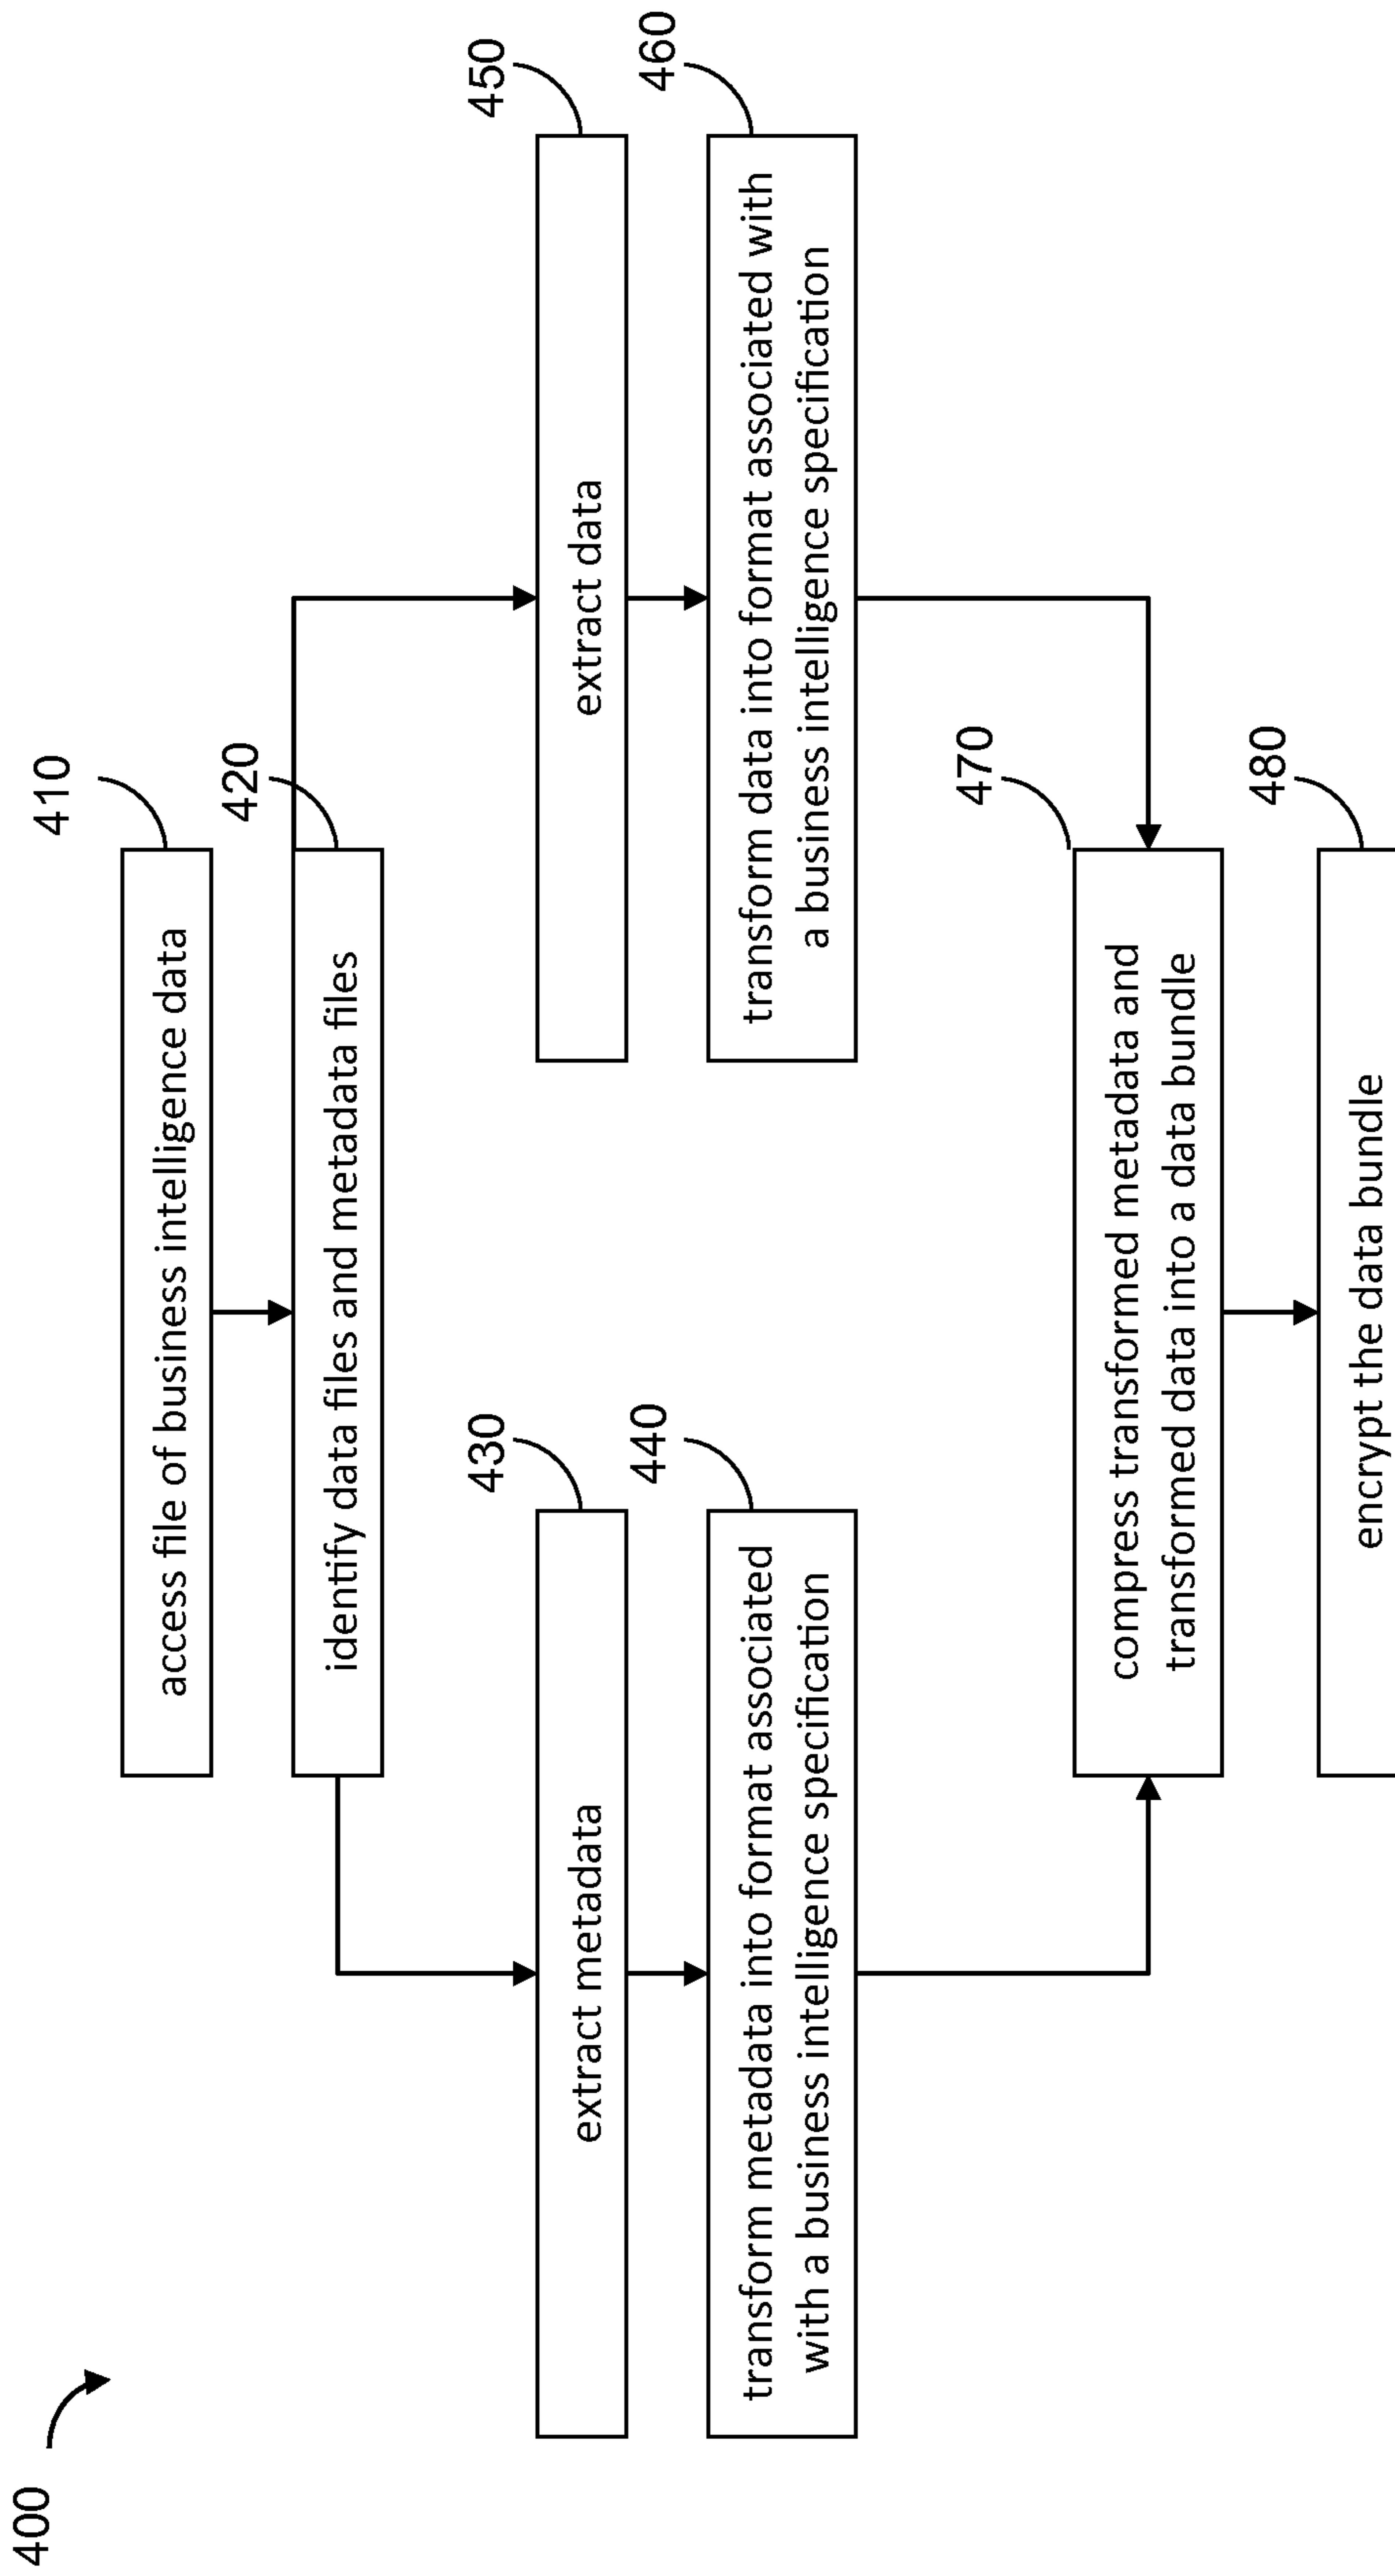 400
410
access file of business intelligence data
420
identify data files and metadata files
430
extract metadata
440
transform metadata into format associated
with a business intelligence specification
450
extract data
460
transform data into format associated with
a business intelligence specification
470
compress transformed metadata and
transformed data into a data bundle
480
encrypt the data bundle